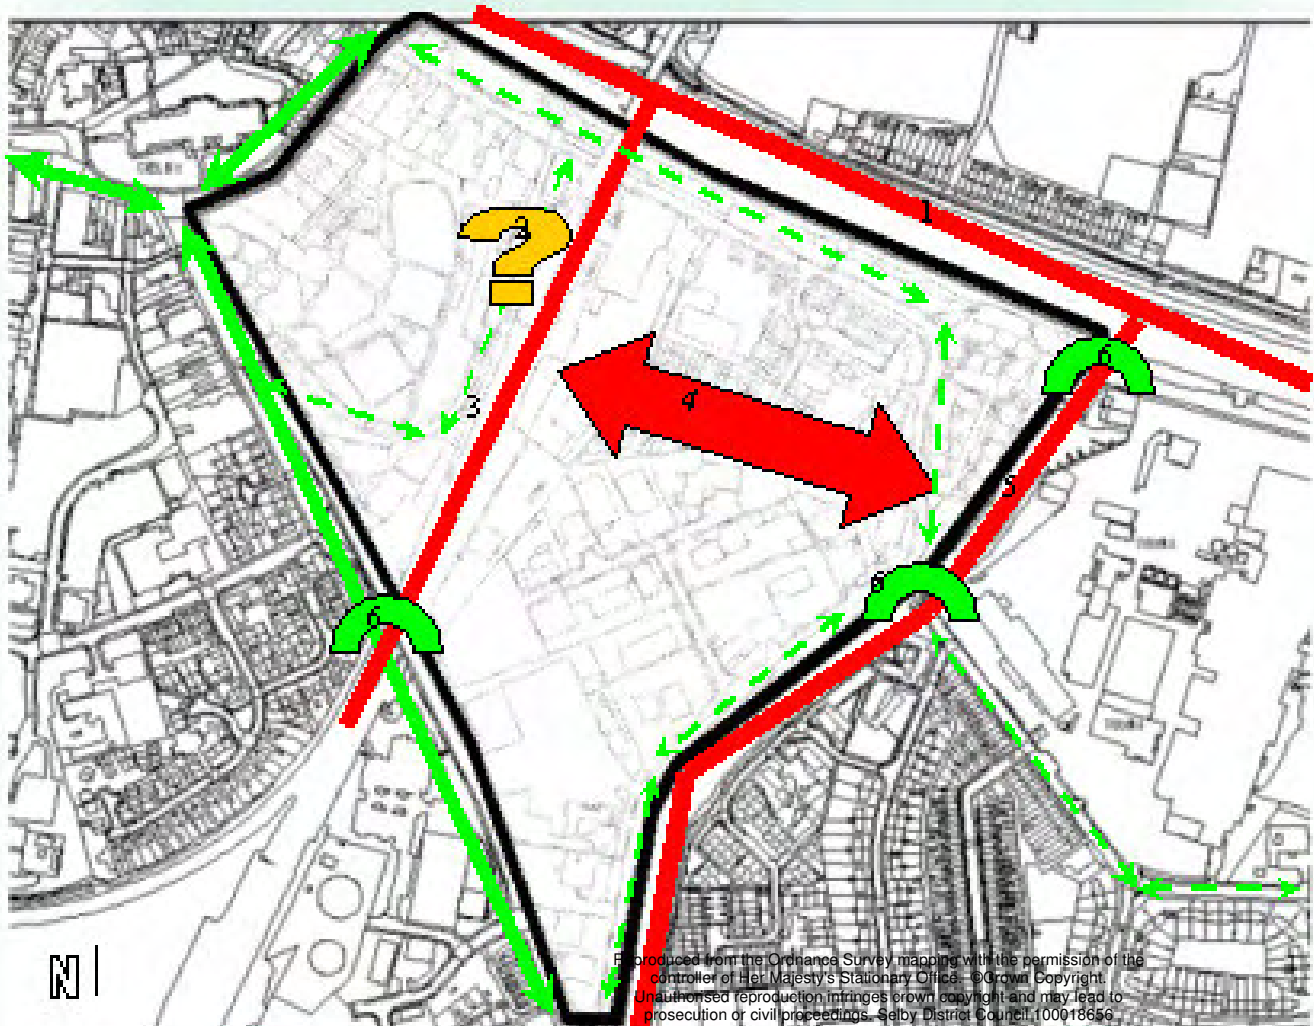 1
2
3
4
5
6
6
8
N
Reproduced from the Ordnance Survey mapping with the permission of the
controller of Her Majesty's Stationary Office. ©Crown Copyright.
Unauthorised reproduction infringes crown copyright and may lead to
prosecution or civil proceedings. Selby District Council 100018656